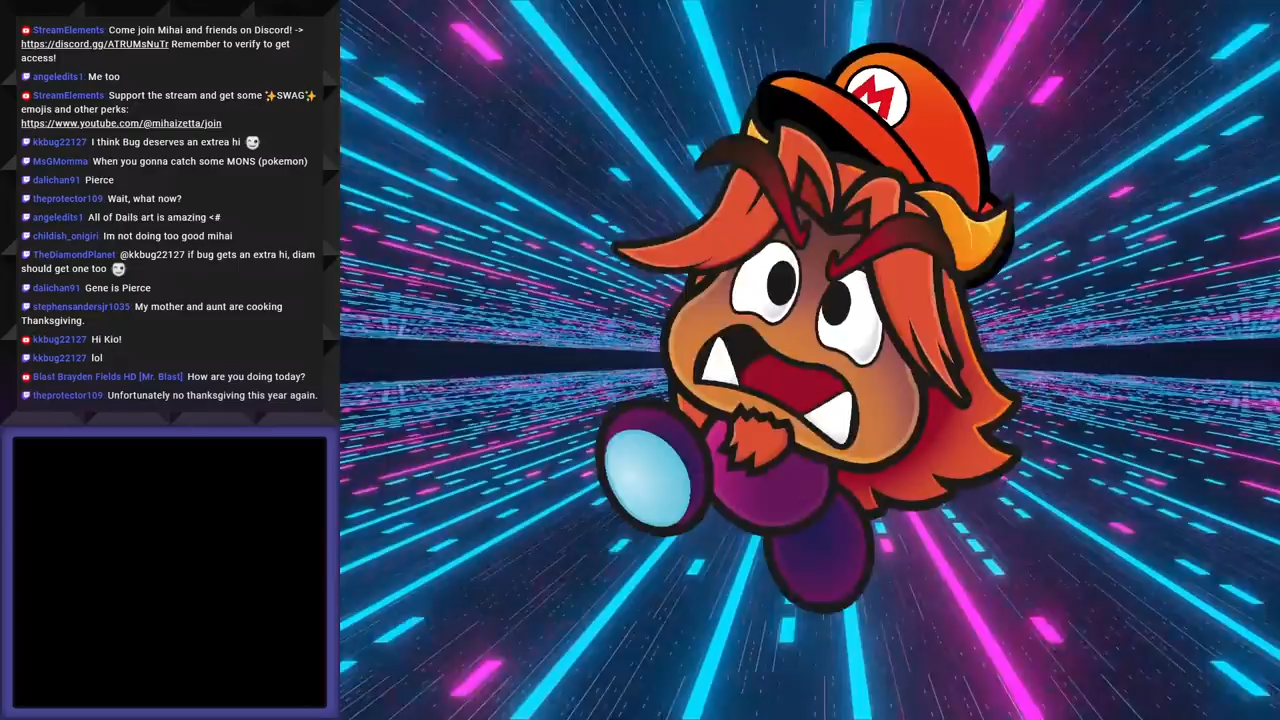 StreamElements Come join Mihai and friends on Discord! ->
https://discord.gg/ATRUMsNuTr Remember to verify to get
access!
angeledits1 Me too
StreamElements Support the stream and get some ✨SWAG✨
emojis and other perks:
https://www.youtube.com/@mihaizetta/join
kkbug22127 I think Bug deserves an extrea hi
MsGMomma When you gonna catch some MONS (pokemon)
dalichan91 Pierce
theprotector109 Wait, what now?
angeledits1 All of Dails art is amazing <#
childish_onigiri Im not doing too good mihai
TheDiamondPlanet @kkbug22127 if bug gets an extra hi, diam
should get one too
dalichan91 Gene is Pierce
stephensandersjr1035 My mother and aunt are cooking
Thanksgiving.
kkbug22127 Hi Kio!
kkbug22127 lol
Blast Brayden Fields HD [Mr. Blast] How are you doing today?
theprotector109 Unfortunately no thanksgiving this year again.
M